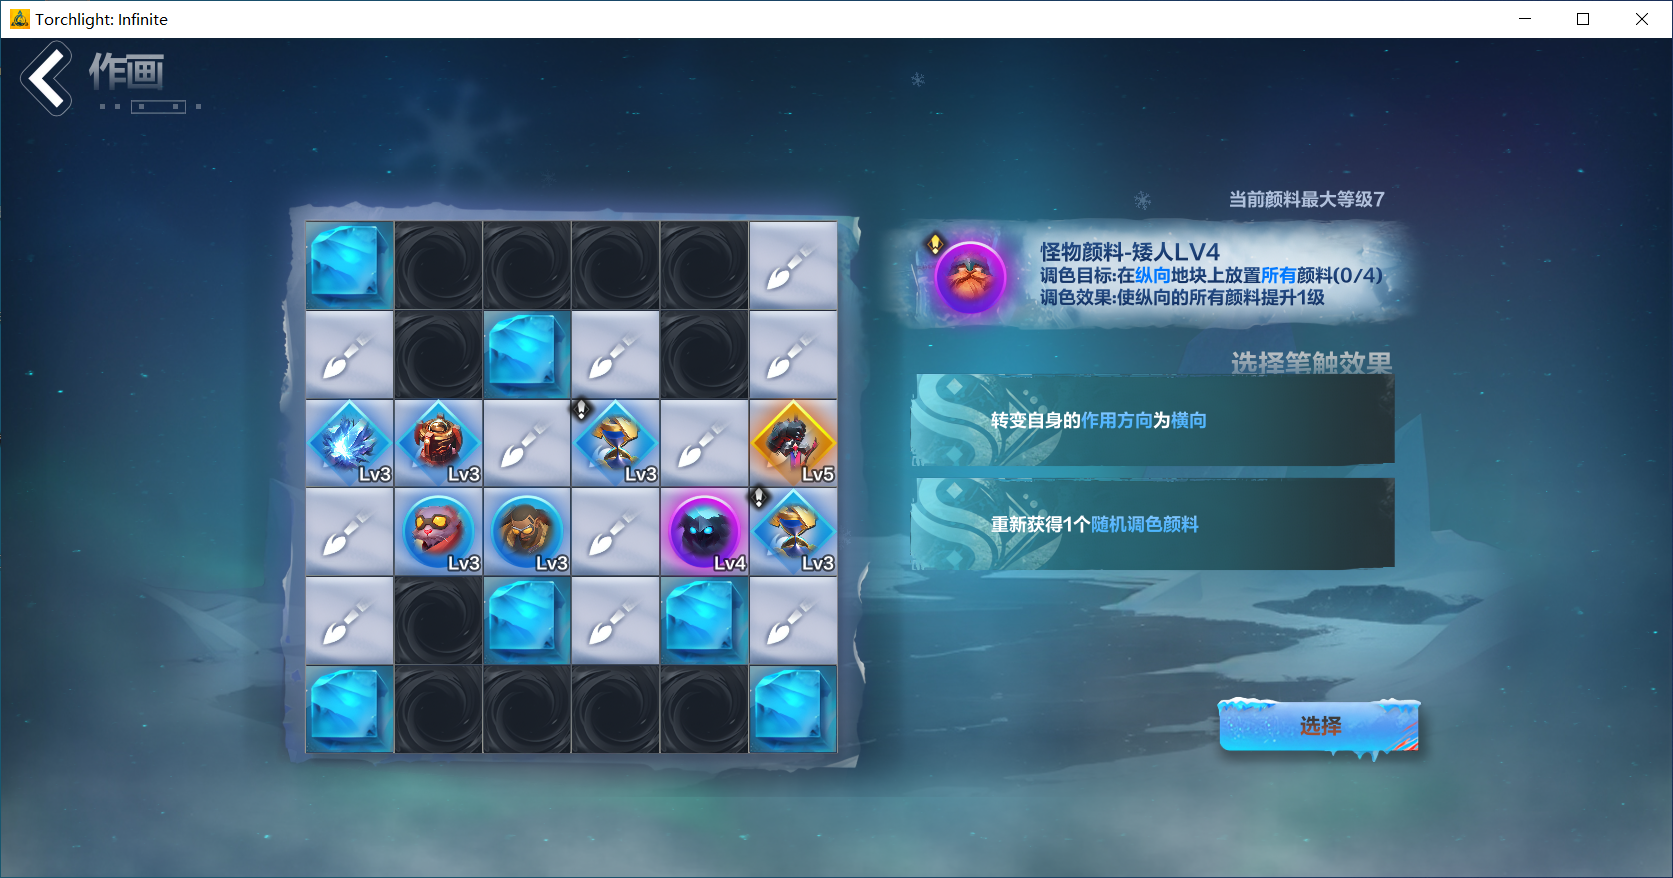 Torchlight: Infinite
作画
当前颜料最大等级7
怪物颜料-矮人LV4
调色目标:在纵向地块上放置所有颜料(0/4)
调色效果:使纵向的所有颜料提升1级
选择笔触效果
转变自身的作用方向为横向
Lv3
Lv3
Lv3
Lv5
重新获得1个随机调色颜料
Lv3
Lv3
Lv4
Lv3
选择